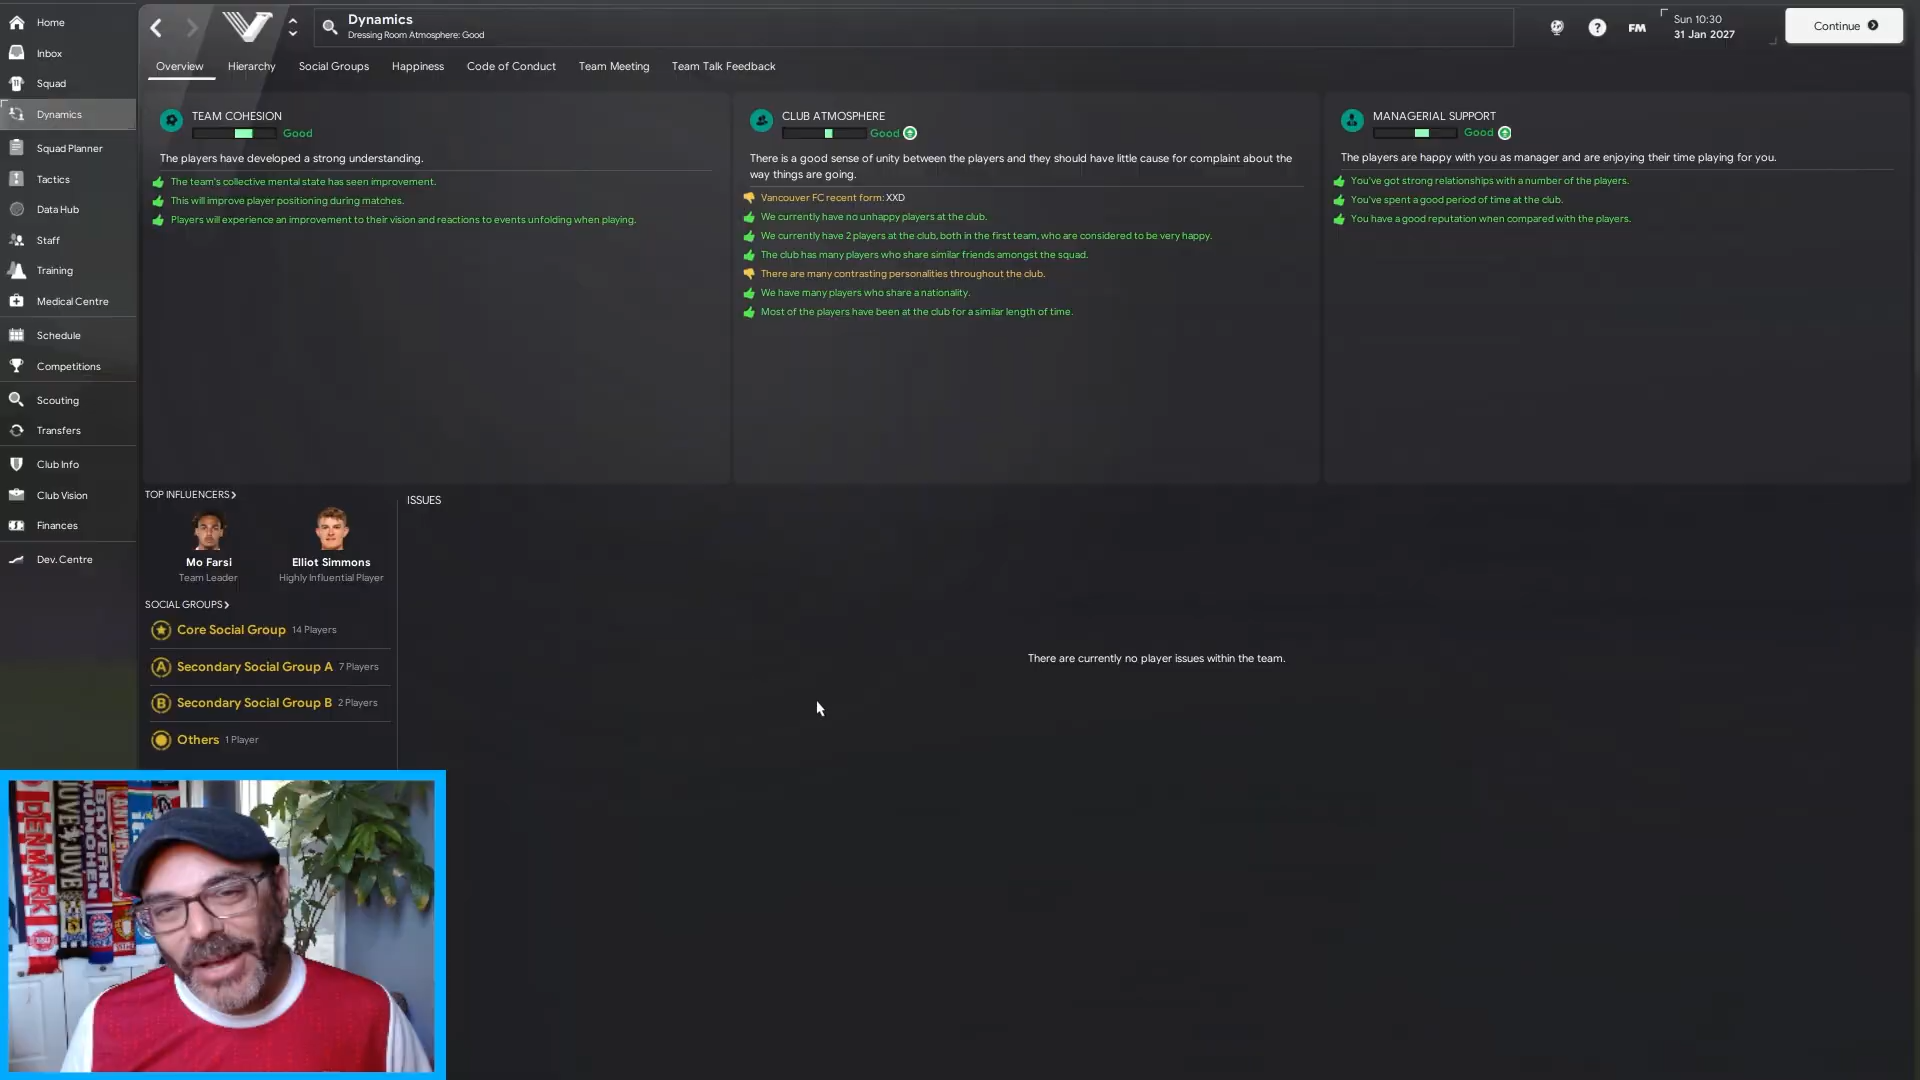 Home
Inbox
Squad
Dynamics
Squad Planner
Tactics
Data Hub
Staff
Training
Medical Centre
Schedule
Competitions
Scouting
Transfers
Club Info
Club Vision
Finances
Dev. Centre
Dynamics
Dressing Room Atmosphere: Good
FM
Sun 10:30
31 Jan 2027
Continue
Overview
Hierarchy
Social Groups
Happiness
Code of Conduct
Team Meeting
Team Talk Feedback
TEAM COHESION
Good
The players have developed a strong understanding.
The team's collective mental state has seen improvement.
This will improve player positioning during matches.
Players will experience an improvement to their vision and reactions to events unfolding when playing.
CLUB ATMOSPHERE
Good
There is a good sense of unity between the players and they should have little cause for complaint about the
way things are going.
Vancouver FC recent form: XXD
We currently have no unhappy players at the club.
We currently have 2 players at the club, both in the first team, who are considered to be very happy.
The club has many players who share similar friends amongst the squad.
There are many contrasting personalities throughout the club.
We have many players who share a nationality.
Most of the players have been at the club for a similar length of time.
MANAGERIAL SUPPORT
Good
The players are happy with you as manager and are enjoying their time playing for you.
You've got strong relationships with a number of the players.
You've spent a good period of time at the club.
You have a good reputation when compared with the players.
TOP INFLUENCERS
Mo Farsi
Team Leader
Elliot Simmons
Highly Influential Player
SOCIAL GROUPS
Core Social Group 14 Players
A Secondary Social Group A 7 Players
B Secondary Social Group B 2 Players
Others 1 Player
ISSUES
There are currently no player issues within the team.
DENMARK
JUVE
BAYERN
MÜNCHEN